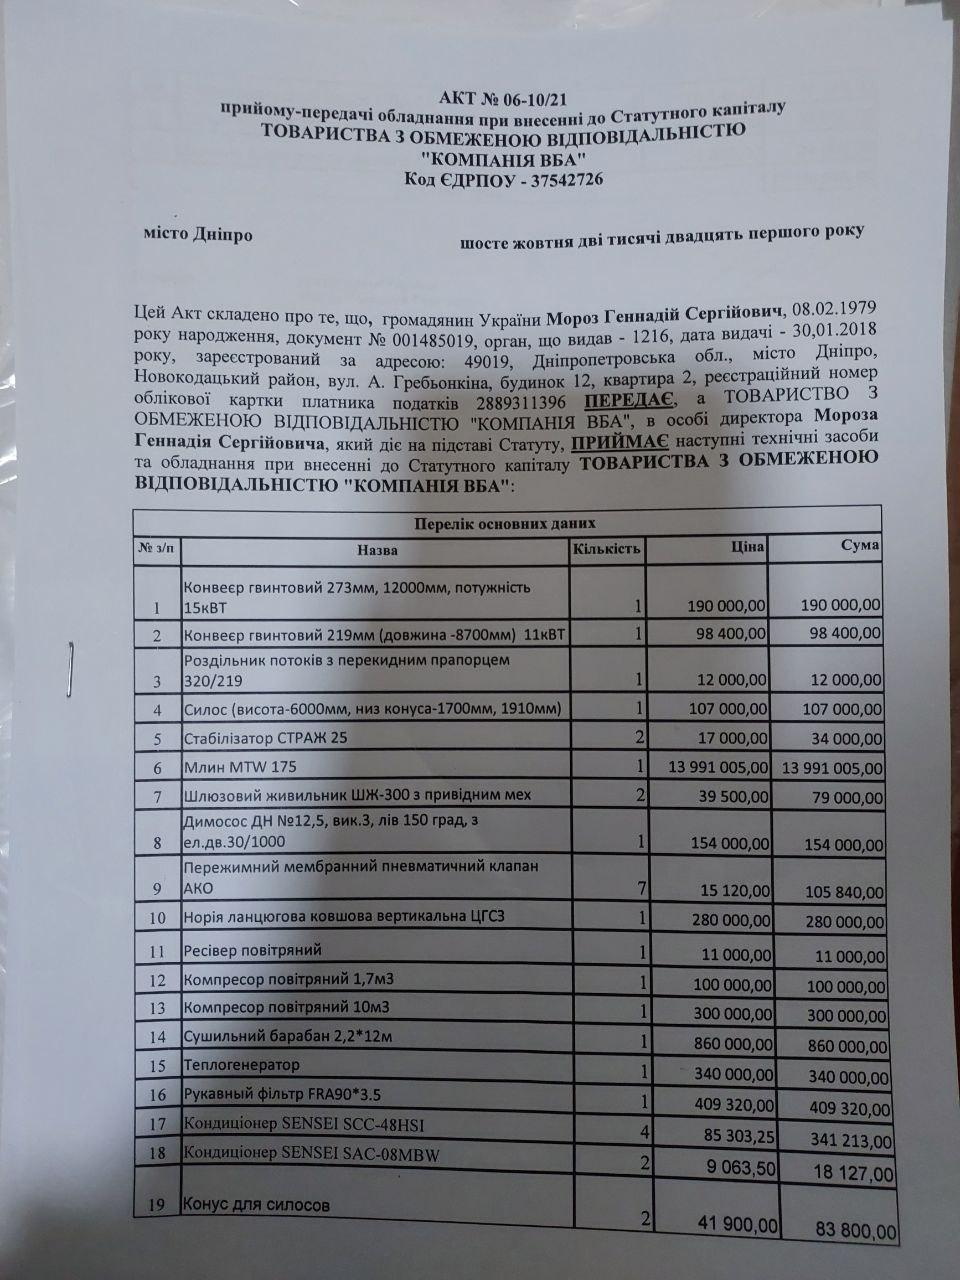 АКТ № 06-10/21
прийому-передачі обладнання при внесенні до Статутного капіталу
ТОВАРИСТВА З ОБМЕЖЕНОЮ ВІДПОВІДАЛЬНІСТЮ
"КОМПАНІЯ ВБА"
Код ЄДРПОУ - 37542726
місто Дніпро шосте жовтня дві тисячі двадцять першого року
Цей Акт складено про те, що, громадянин України Мороз Геннадій Сергійович, 08.02.1979
року народження, документ № 001485019, орган, що видав - 1216, дата видачі - 30.01.2018
року, зареєстрований за адресою: 49019, Дніпропетровська обл., місто Дніпро,
Новокодацький район, вул. А. Гребьонкіна, будинок 12, квартира 2, реєстраційний номер
облікової картки платника податків 2889311396 ПЕРЕДАЄ, а ТОВАРИСТВО З
ОБМЕЖЕНОЮ ВІДПОВІДАЛЬНІСТЮ "КОМПАНІЯ ВБА", в особі директора Мороза
Геннадія Сергійовича, який діє на підставі Статуту, ПРИЙМАЄ наступні технічні засоби
та обладнання при внесенні до Статутного капіталу ТОВАРИСТВА З ОБМЕЖЕНОЮ
ВІДПОВІДАЛЬНІСТЮ "КОМПАНІЯ ВБА":
Перелік основних даних
№ з/п Назва Кількість Ціна Сума
Конвеєр гвинтовий 273мм, 12000мм, потужність
1 15кВТ 1 190 000,00 190 000,00
2 Конвеєр гвинтовий 219мм (довжина -8700мм) 11кВТ 1 98 400,00 98 400,00
Роздільник потоків з перекидним прапорцем
3 320/219 1 12 000,00 12 000,00
4 Силос (висота-6000мм, низ конуса-1700мм, 1910мм) 1 107 000,00 107 000,00
5 Стабілізатор СТРАЖ 25 2 17 000,00 34 000,00
6 Млин MTW 175 1 13 991 005,00 13 991 005,00
7 Шлюзовий живильник ШЖ-300 з привідним мех 2 39 500,00 79 000,00
Димосос ДН №12,5, вик.3, лів 150 град, з
8 ел.дв.30/1000 1 154 000,00 154 000,00
Пережимний мембранний пневматичний клапан
9 АКО 7 15 120,00 105 840,00
10 Норія ланцюгова ковшова вертикальна ЦГС3 1 280 000,00 280 000,00
11 Ресівер повітряний 1 11 000,00 11 000,00
12 Компресор повітряний 1,7м3 1 100 000,00 100 000,00
13 Компресор повітряний 10м3 1 300 000,00 300 000,00
14 Сушильний барабан 2,2*12м 1 860 000,00 860 000,00
15 Теплогенератор 1 340 000,00 340 000,00
16 Рукавный фільтр FRA90*3.5 1 409 320,00 409 320,00
17 Кондиціонер SENSEI SCC-48HSI 4 85 303,25 341 213,00
18 Кондиціонер SENSEI SAC-08MBW 2 9 063,50 18 127,00
19 Конус для силосов 2 41 900,00 83 800,00